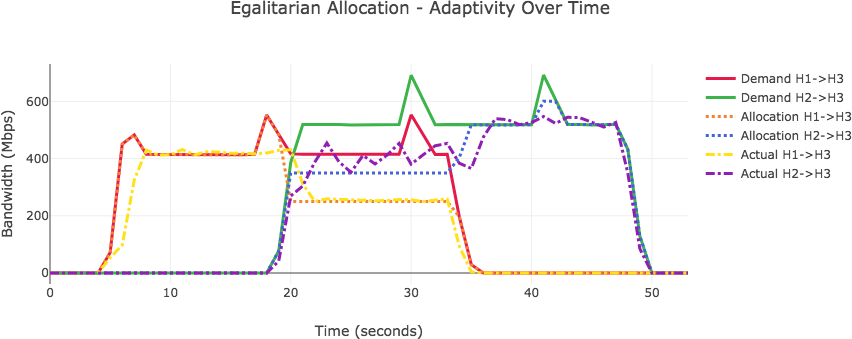 Egalitarian Allocation - Adaptivity Over Time
Bandwidth (Mbps)
600
400
200
0
0 10 20 30 40 50
Time (seconds)
Demand H1->H3
Demand H2->H3
Allocation H1->H3
Allocation H2->H3
Actual H1->H3
Actual H2->H3